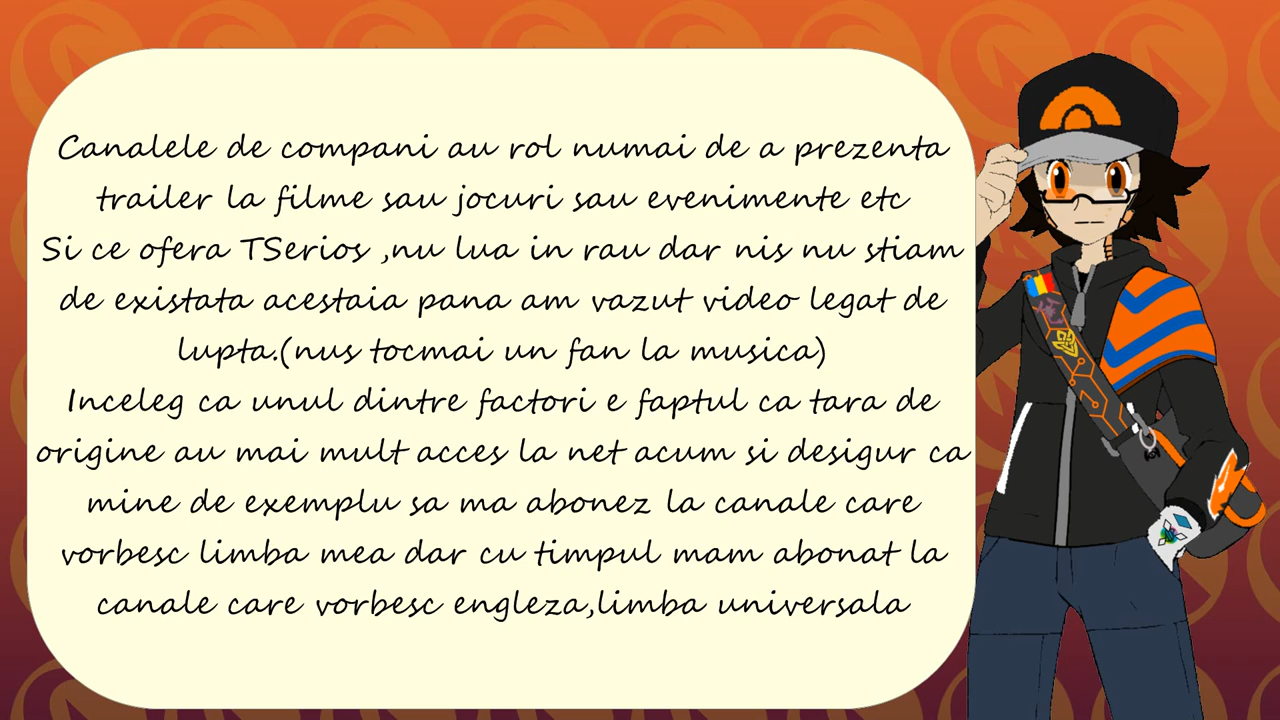 Canalele de compani au rol numai de a prezenta
trailer la filme sau jocuri sau evenimente etc
Si ce ofera TSerios ,nu lua in rau dar nis nu stiam
de existata acestaia pana am vazut video legat de
lupta.(nus tocmai un fan la musica)
Inceleg ca unul dintre factori e faptul ca tara de
origine au mai mult acces la net acum si desigur ca
mine de exemplu sa ma abonez la canale care
vorbesc limba mea dar cu timpul mam abonat la
canale care vorbesc engleza,limba universala